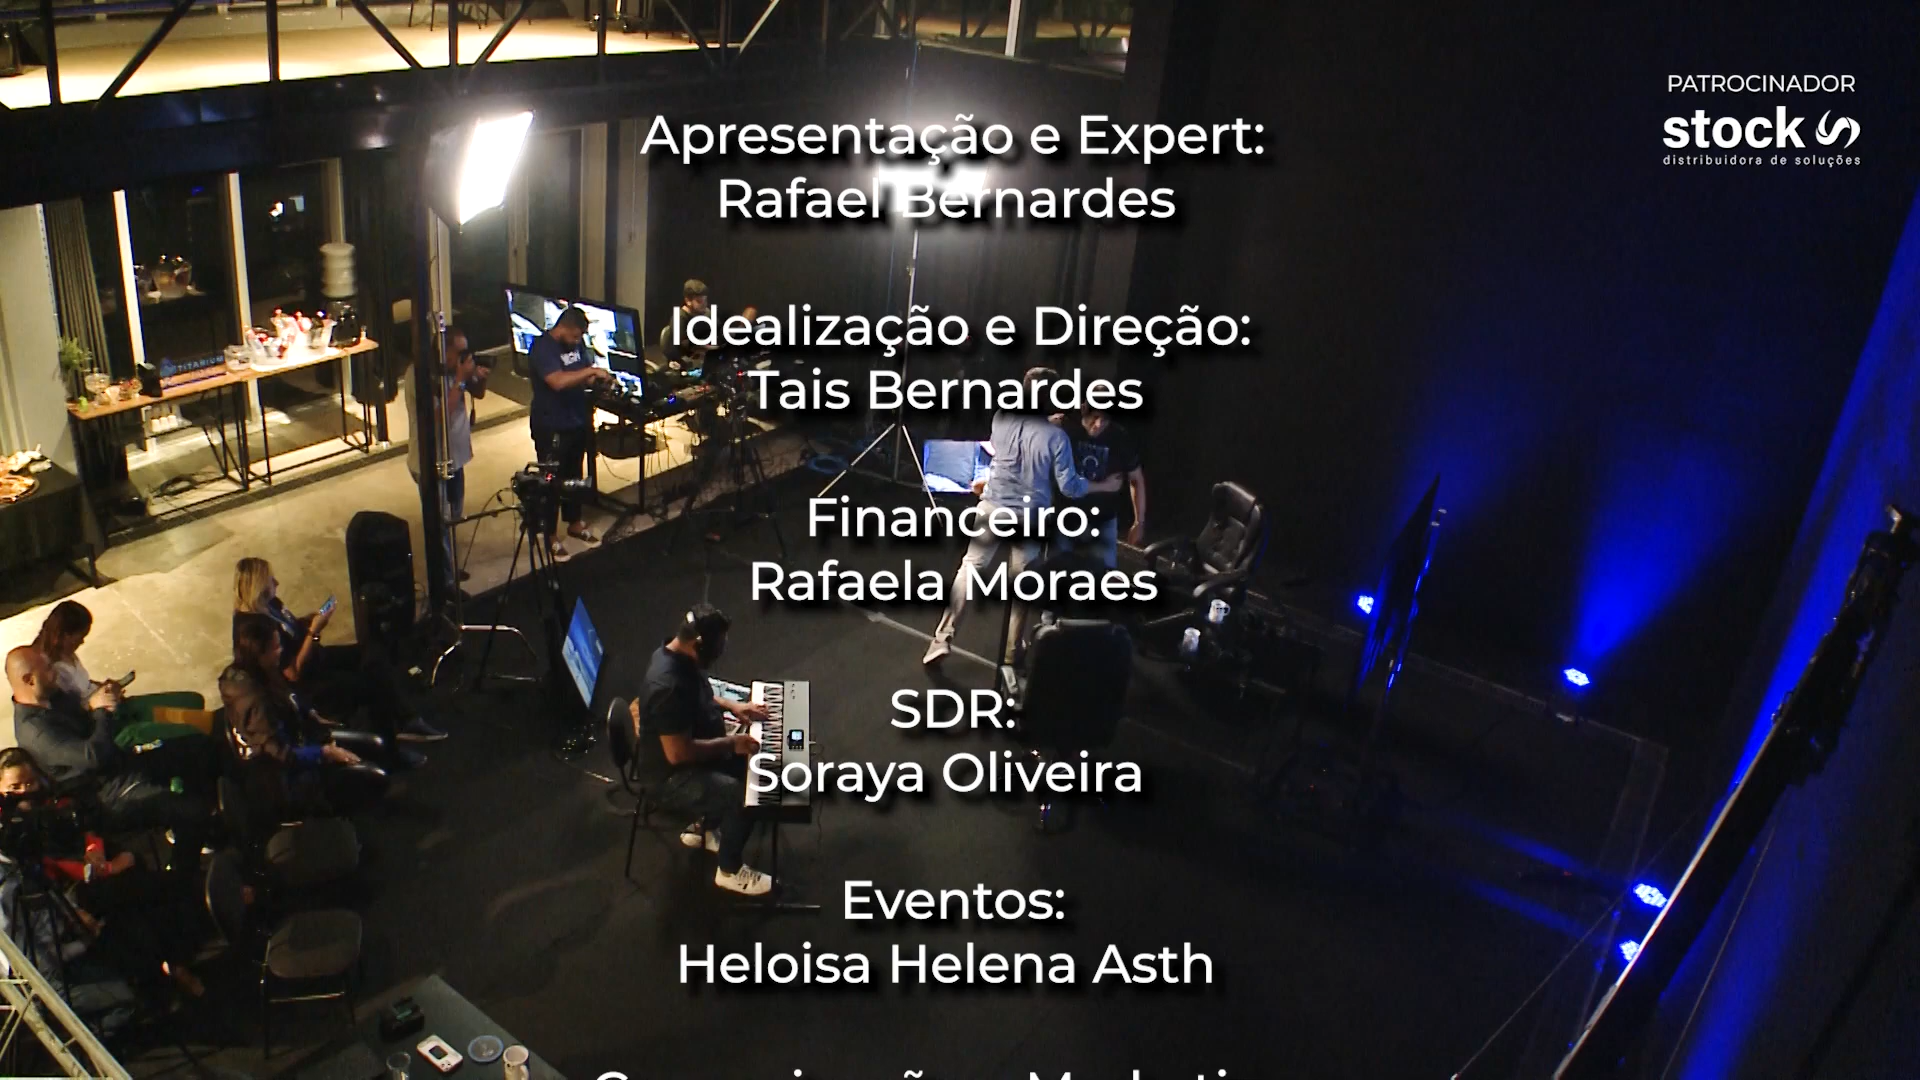 PATROCINADOR
stock
distribuidora de soluções
Apresentação e Expert:
Rafael Bernardes
Idealização e Direção:
Tais Bernardes
Financeiro:
Rafaela Moraes
SDR:
Soraya Oliveira
Eventos:
Heloisa Helena Asth
TITANIUM